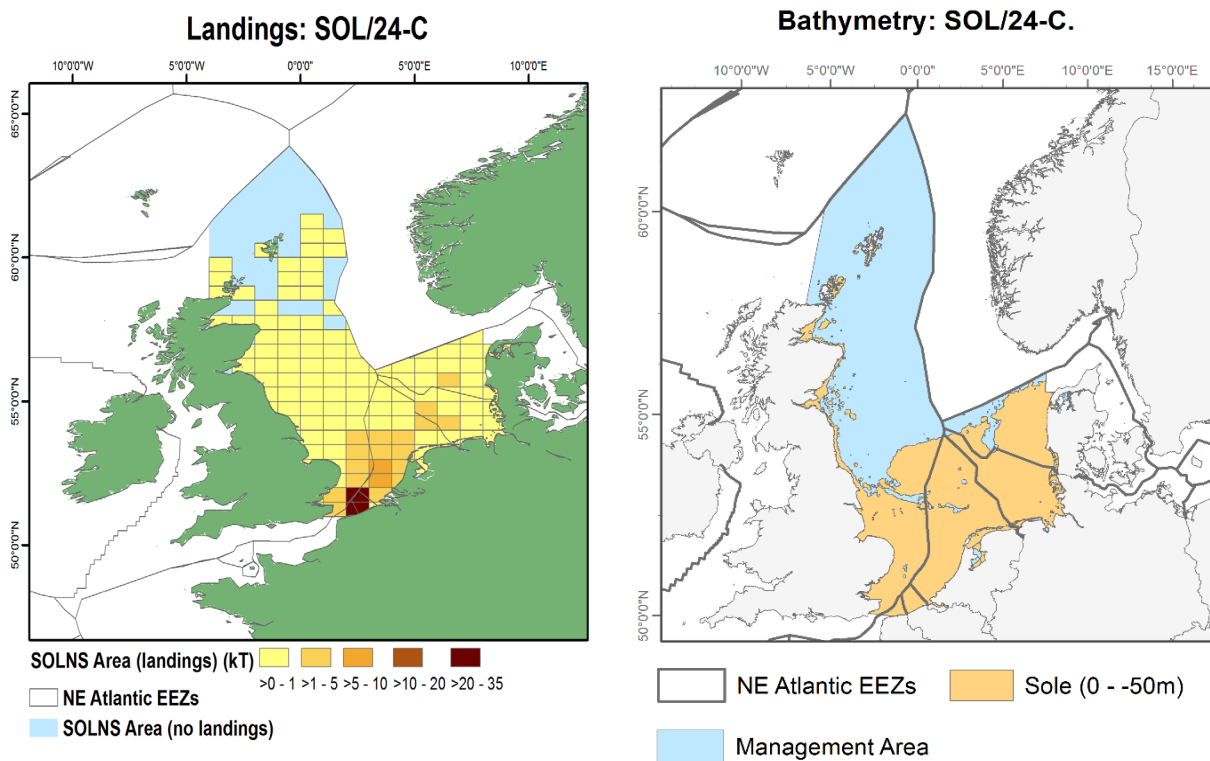 Landings: SOL/24-C
10°0'0"W 5°0'0"W 0°0'0" 5°0'0"E 10°0'0"E
65°0'0"N
60°0'0"N
55°0'0"N
50°0'0"N
SOLNS Area (landings) (kT)
>0 - 1 >1 - 5 >5 - 10 >10 - 20 >20 - 35
NE Atlantic EEZs
SOLNS Area (no landings)
Bathymetry: SOL/24-C.
10°0'0"W 5°0'0"W 0°0'0" 5°0'0"E 10°0'0"E 15°0'0"E
60°0'0"N
55°0'0"N
50°0'0"N
NE Atlantic EEZs Sole (0 - -50m)
Management Area